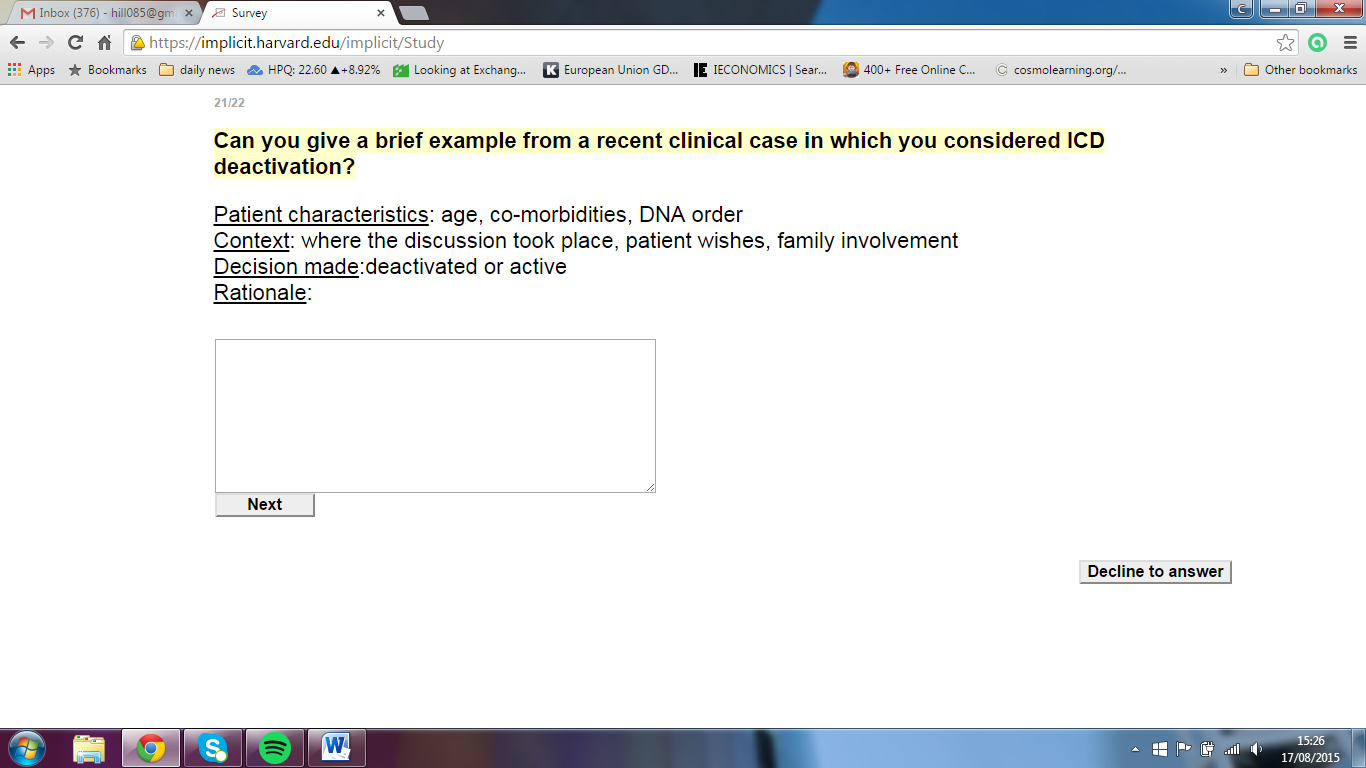 Inbox (376) - hill085@gm
Survey
https://implicit.harvard.edu/implicit/Study
Apps Bookmarks daily news HPQ: 22.60 ▲+8.92% Looking at Exchang... European Union GD... IECONOMICS | Sear... 400+ Free Online C... cosmolearning.org/... » Other bookmarks
21/22
Can you give a brief example from a recent clinical case in which you considered ICD
deactivation?
Patient characteristics: age, co-morbidities, DNA order
Context: where the discussion took place, patient wishes, family involvement
Decision made:deactivated or active
Rationale:
Next
Decline to answer
15:26
17/08/2015